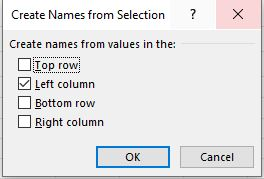 Create Names from Selection ? ×
Create names from values in the:
Top row
Left column
Bottom row
Right column
OK Cancel